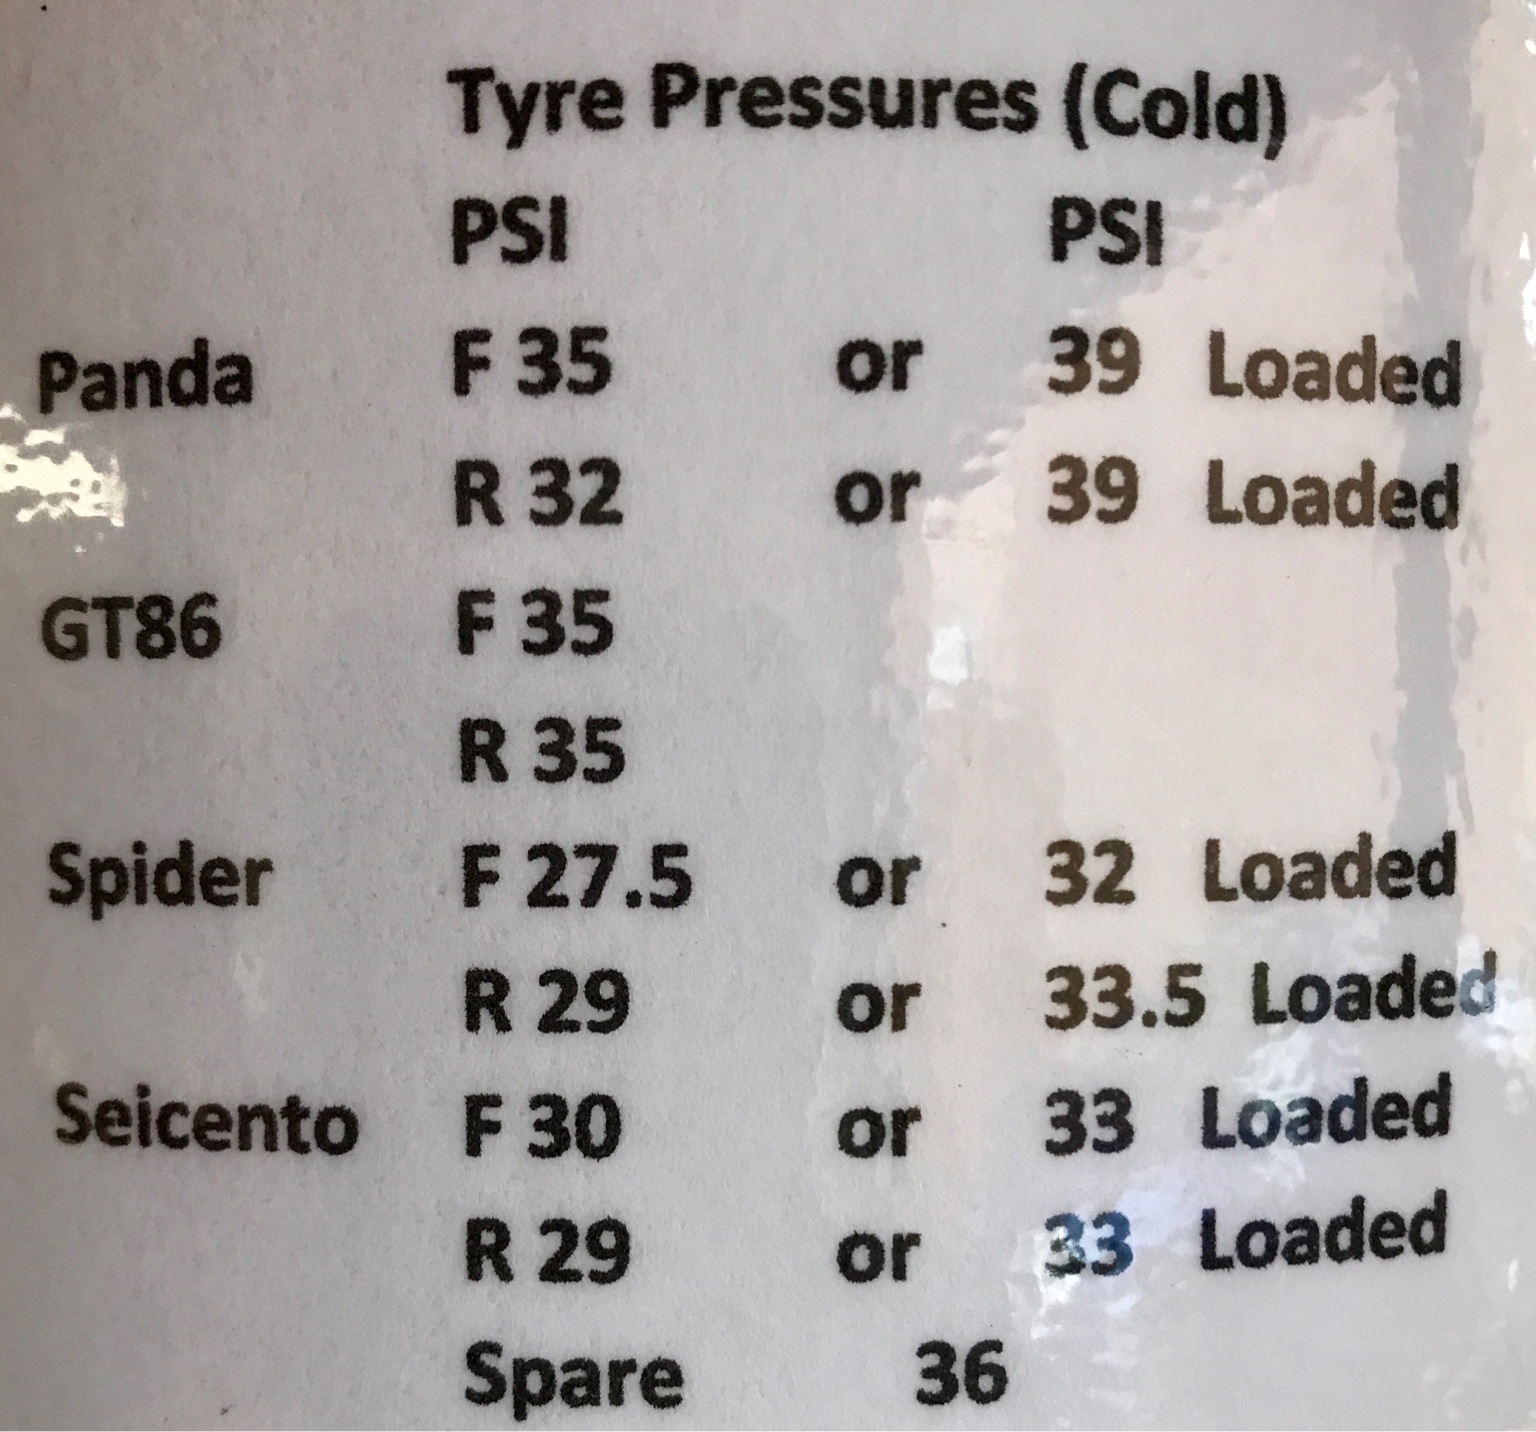 Tyre Pressures (Cold)
PSI PSI
Panda F 35 or 39 Loaded
R 32 or 39 Loaded
GT86 F 35
R 35
Spider F 27.5 or 32 Loaded
R 29 or 33.5 Loaded
Seicento F 30 or 33 Loaded
R 29 or 33 Loaded
Spare 36